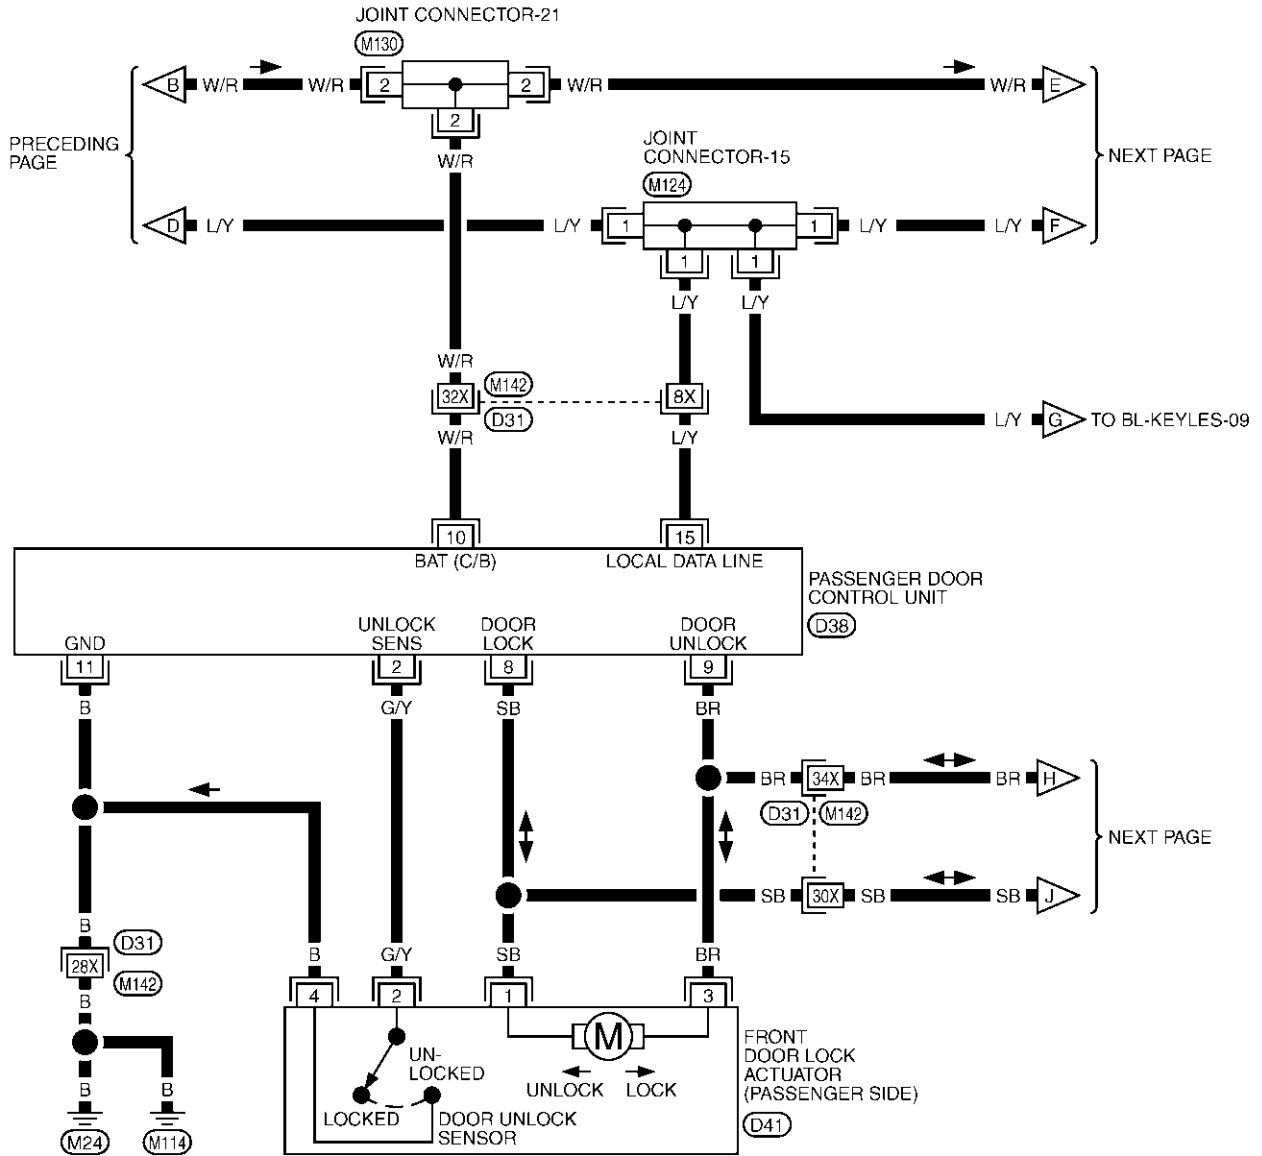 JOINT CONNECTOR-21
M130
B W/R W/R 2 2 W/R W/R E
2
PRECEDING
PAGE
W/R
JOINT
CONNECTOR-15
M124
NEXT PAGE
D L/Y L/Y 1 1 L/Y L/Y F
1 1
L/Y L/Y
W/R
32X M142 8X
D31
W/R L/Y
L/Y G TO BL-KEYLES-09
10 15
BAT (C/B) LOCAL DATA LINE
PASSENGER DOOR
CONTROL UNIT
D38
GND
UNLOCK
SENS
DOOR
LOCK
DOOR
UNLOCK
11 2 8 9
B G/Y SB BR
BR 34X BR BR H
D31 M142
NEXT PAGE
SB 30X SB SB J
B
D31
28X
M142
B
B G/Y SB BR
4 2 1 3
M
UNLOCK LOCK
UN-
LOCKED
LOCKED
DOOR UNLOCK
SENSOR
FRONT
DOOR LOCK
ACTUATOR
(PASSENGER SIDE)
D41
B B
M24 M114